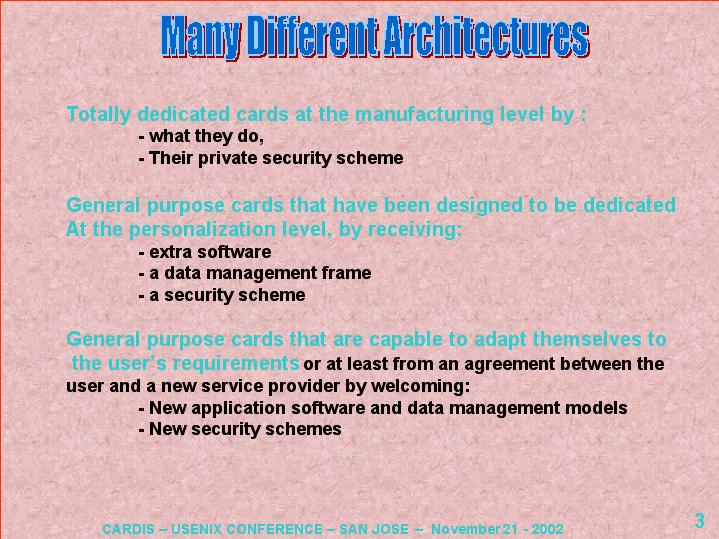 Many Different Architectures
Totally dedicated cards at the manufacturing level by :
- what they do,
- Their private security scheme
General purpose cards that have been designed to be dedicated
At the personalization level, by receiving:
- extra software
- a data management frame
- a security scheme
General purpose cards that are capable to adapt themselves to
the user’s requirements or at least from an agreement between the
user and a new service provider by welcoming:
- New application software and data management models
- New security schemes
CARDIS – USENIX CONFERENCE – SAN JOSE – November 21 - 2002
3